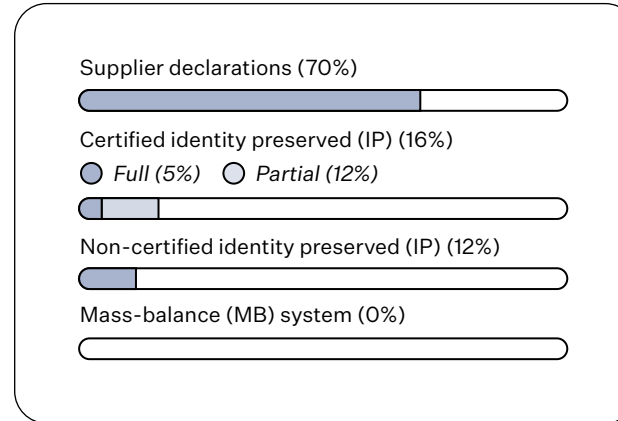 Supplier declarations (70%)
Certified identity preserved (IP) (16%)
Full (5%) Partial (12%)
Non-certified identity preserved (IP) (12%)
Mass-balance (MB) system (0%)